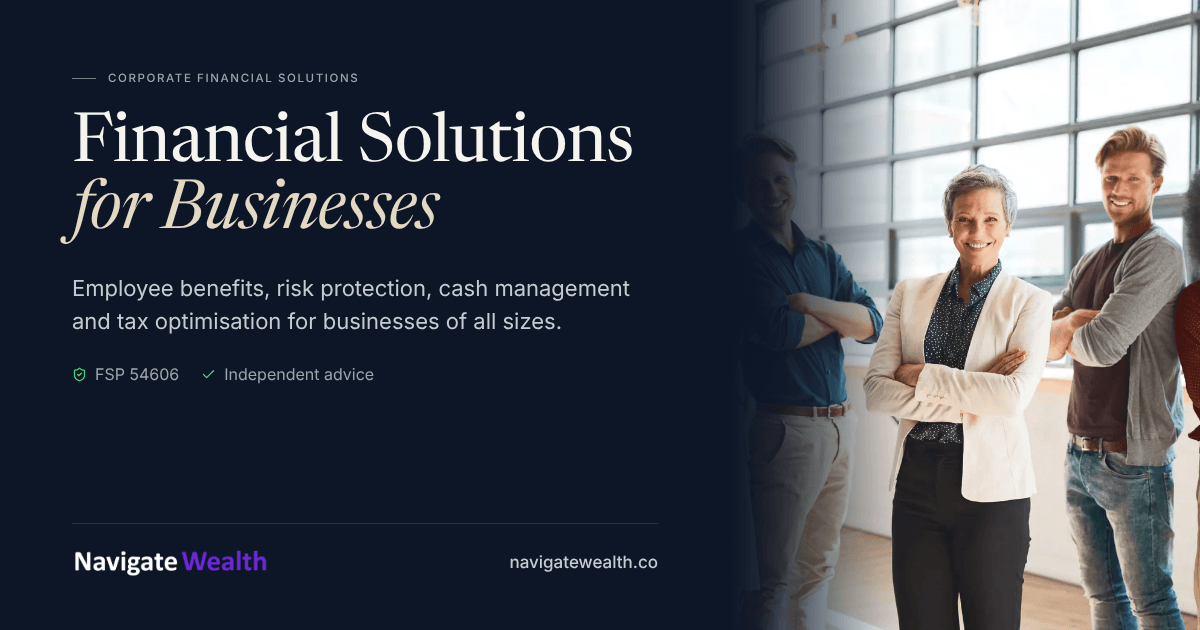 CORPORATE FINANCIAL SOLUTIONS
Financial Solutions
for Businesses
Employee benefits, risk protection, cash management
and tax optimisation for businesses of all sizes.
FSP 54606 Independent advice
Navigate Wealth navigatewealth.co